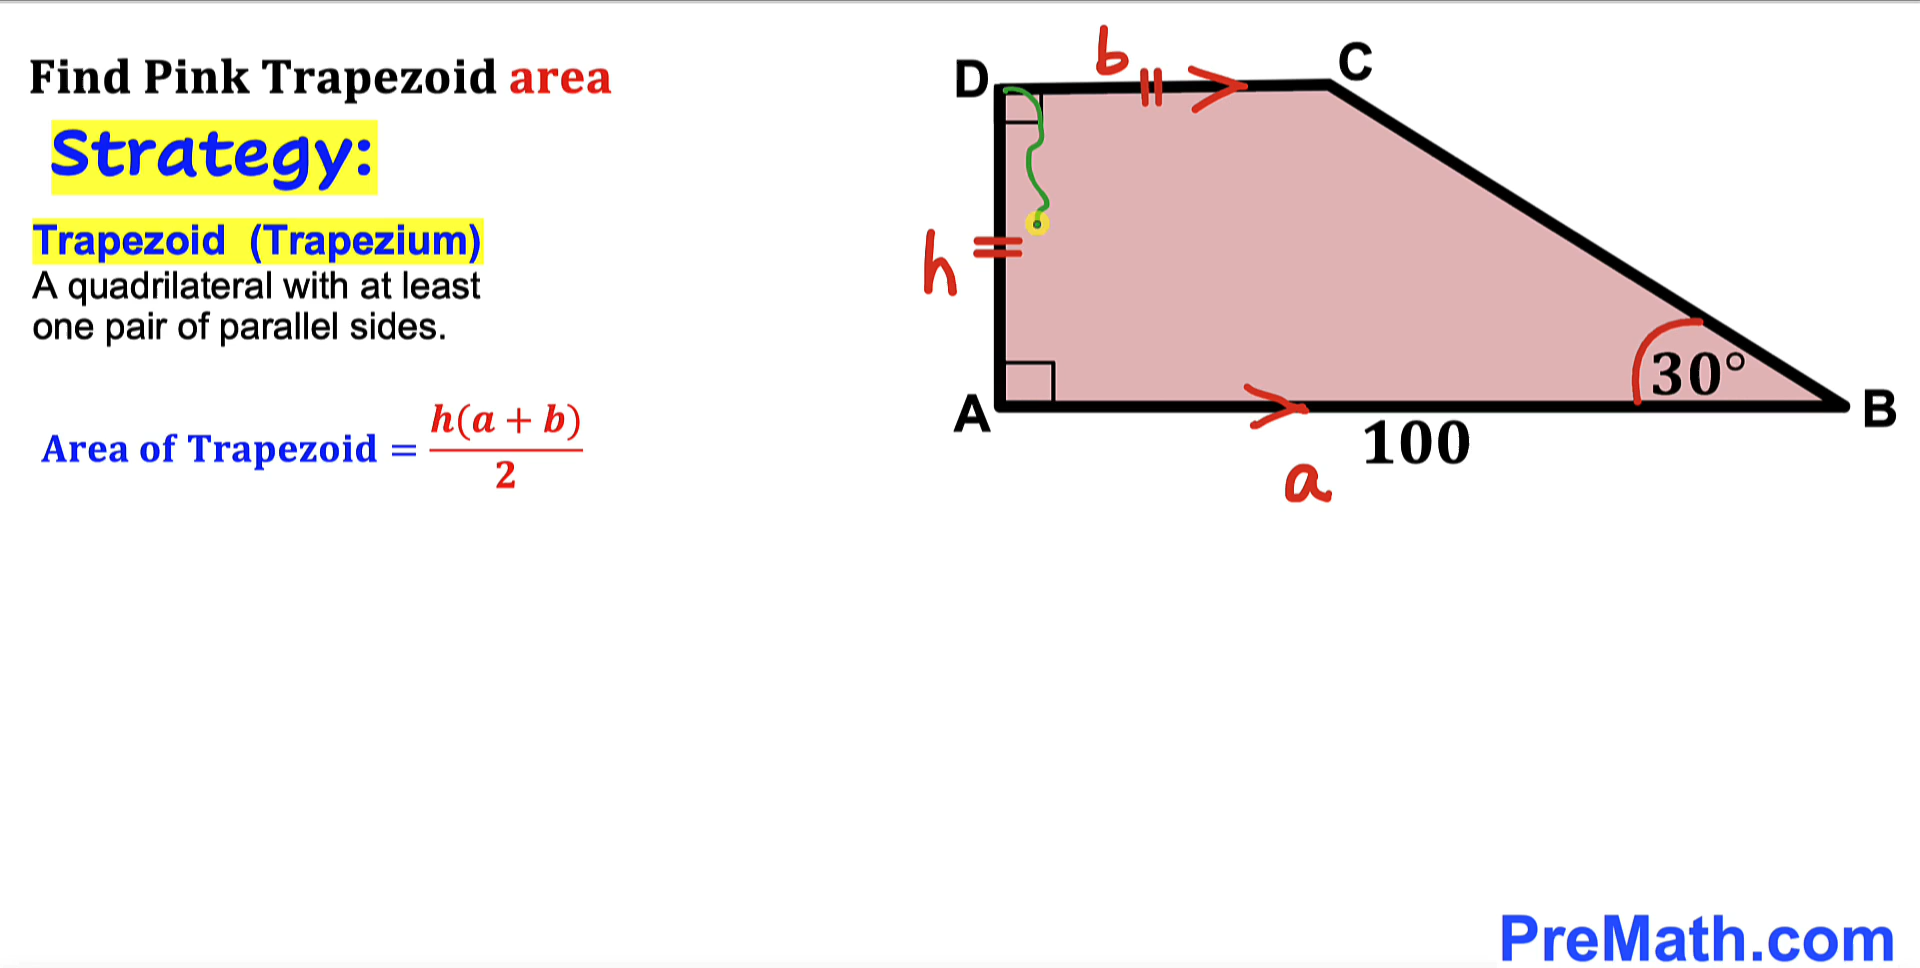 Find Pink Trapezoid area
Strategy:
Trapezoid (Trapezium)
A quadrilateral with at least
one pair of parallel sides.
Area of Trapezoid = h(a + b)
2
b
D
C
h
30°
A
B
100
a
PreMath.com